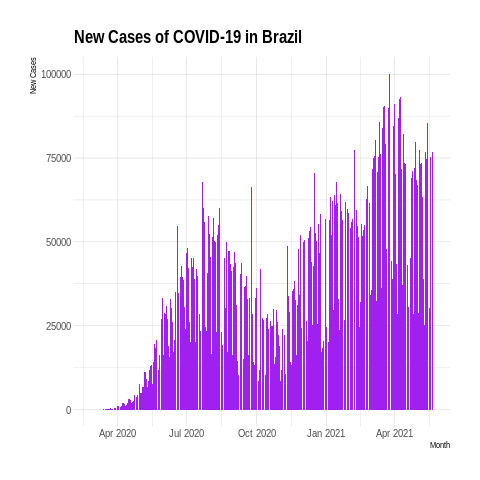 New Cases of COVID-19 in Brazil
New Cases
100000
75000
50000
25000
0
Apr 2020 Jul 2020 Oct 2020 Jan 2021 Apr 2021
Month